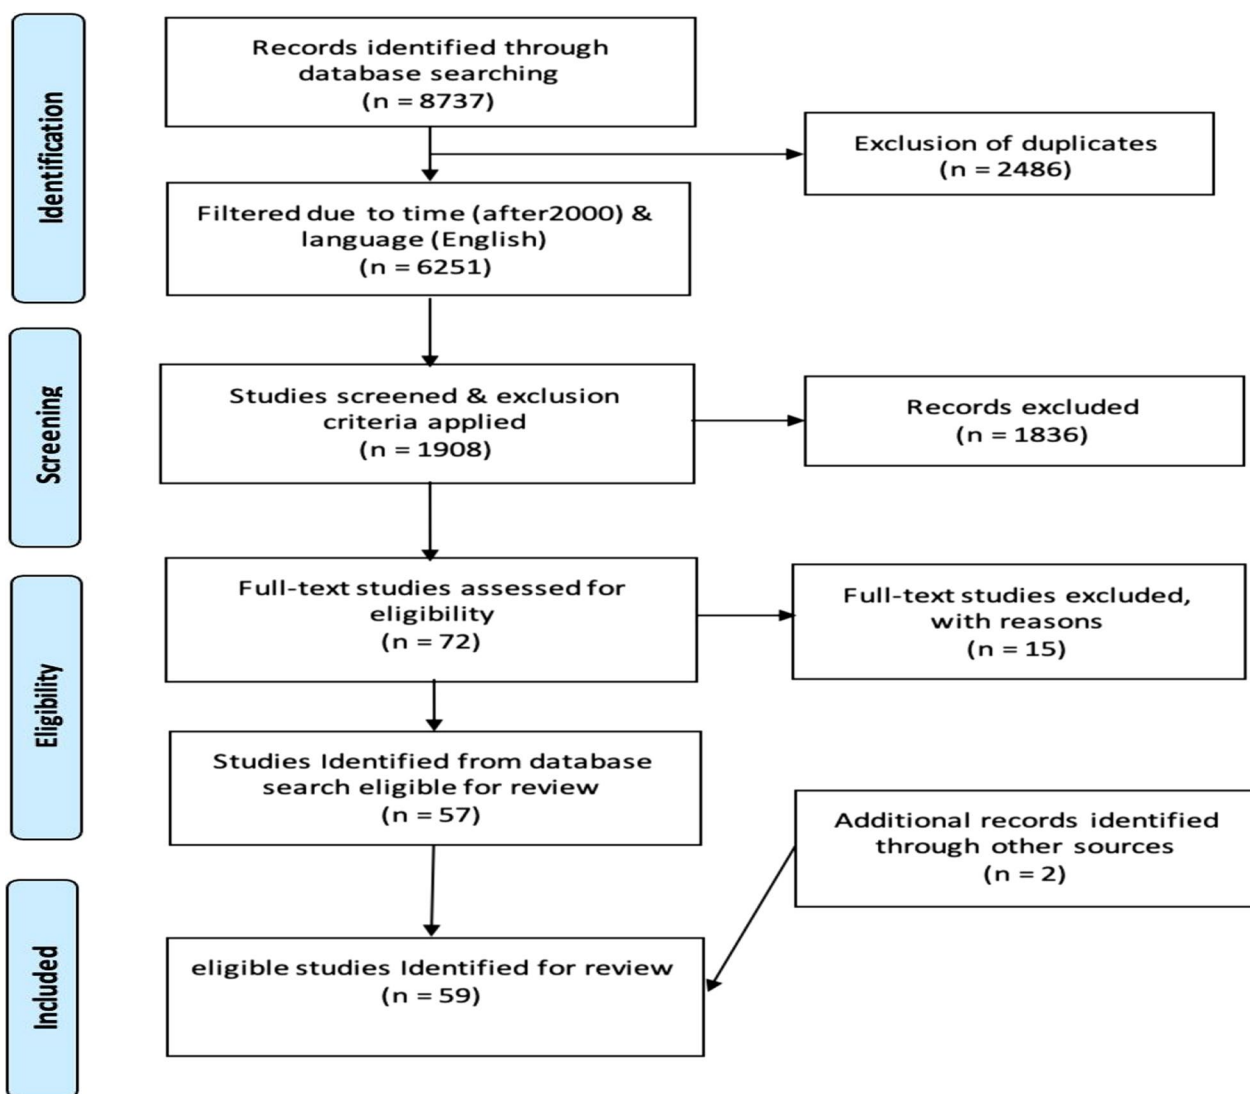 Identification
Records identified through
database searching
(n = 8737)
Exclusion of duplicates
(n = 2486)
Filtered due to time (after2000) &
language (English)
(n = 6251)
Screening
Studies screened & exclusion
criteria applied
(n = 1908)
Records excluded
(n = 1836)
Eligibility
Full-text studies assessed for
eligibility
(n = 72)
Full-text studies excluded,
with reasons
(n = 15)
Studies Identified from database
search eligible for review
(n = 57)
Additional records identified
through other sources
(n = 2)
Included
eligible studies Identified for review
(n = 59)